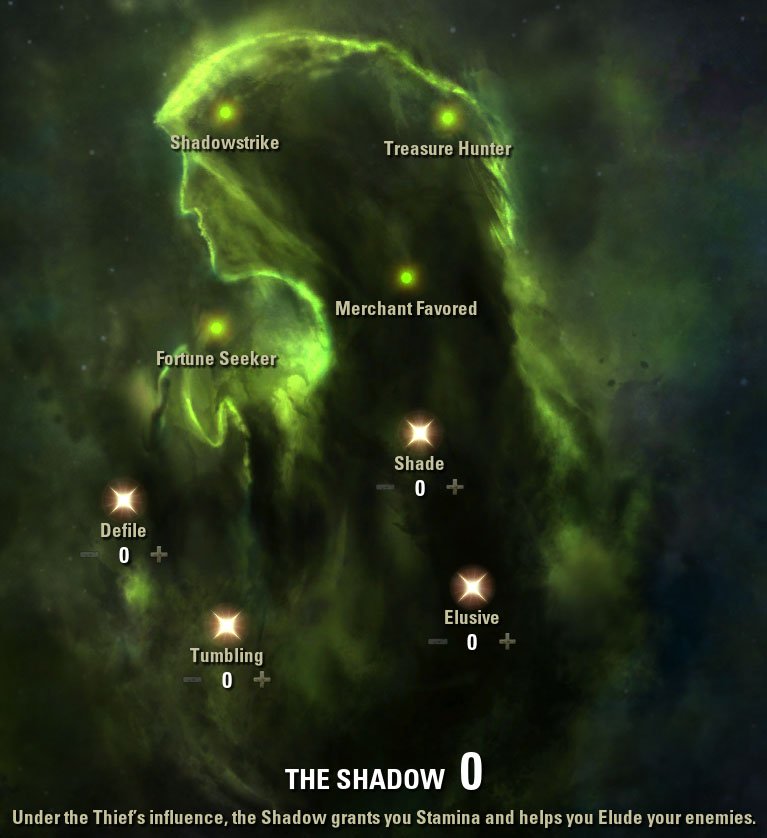 Shadowstrike
Treasure Hunter
Merchant Favored
Fortune Seeker
Shade
- 0 +
Defile
- 0 +
Elusive
- 0 +
Tumbling
- 0 +
THE SHADOW 0
Under the Thief's influence, the Shadow grants you Stamina and helps you Elude your enemies.